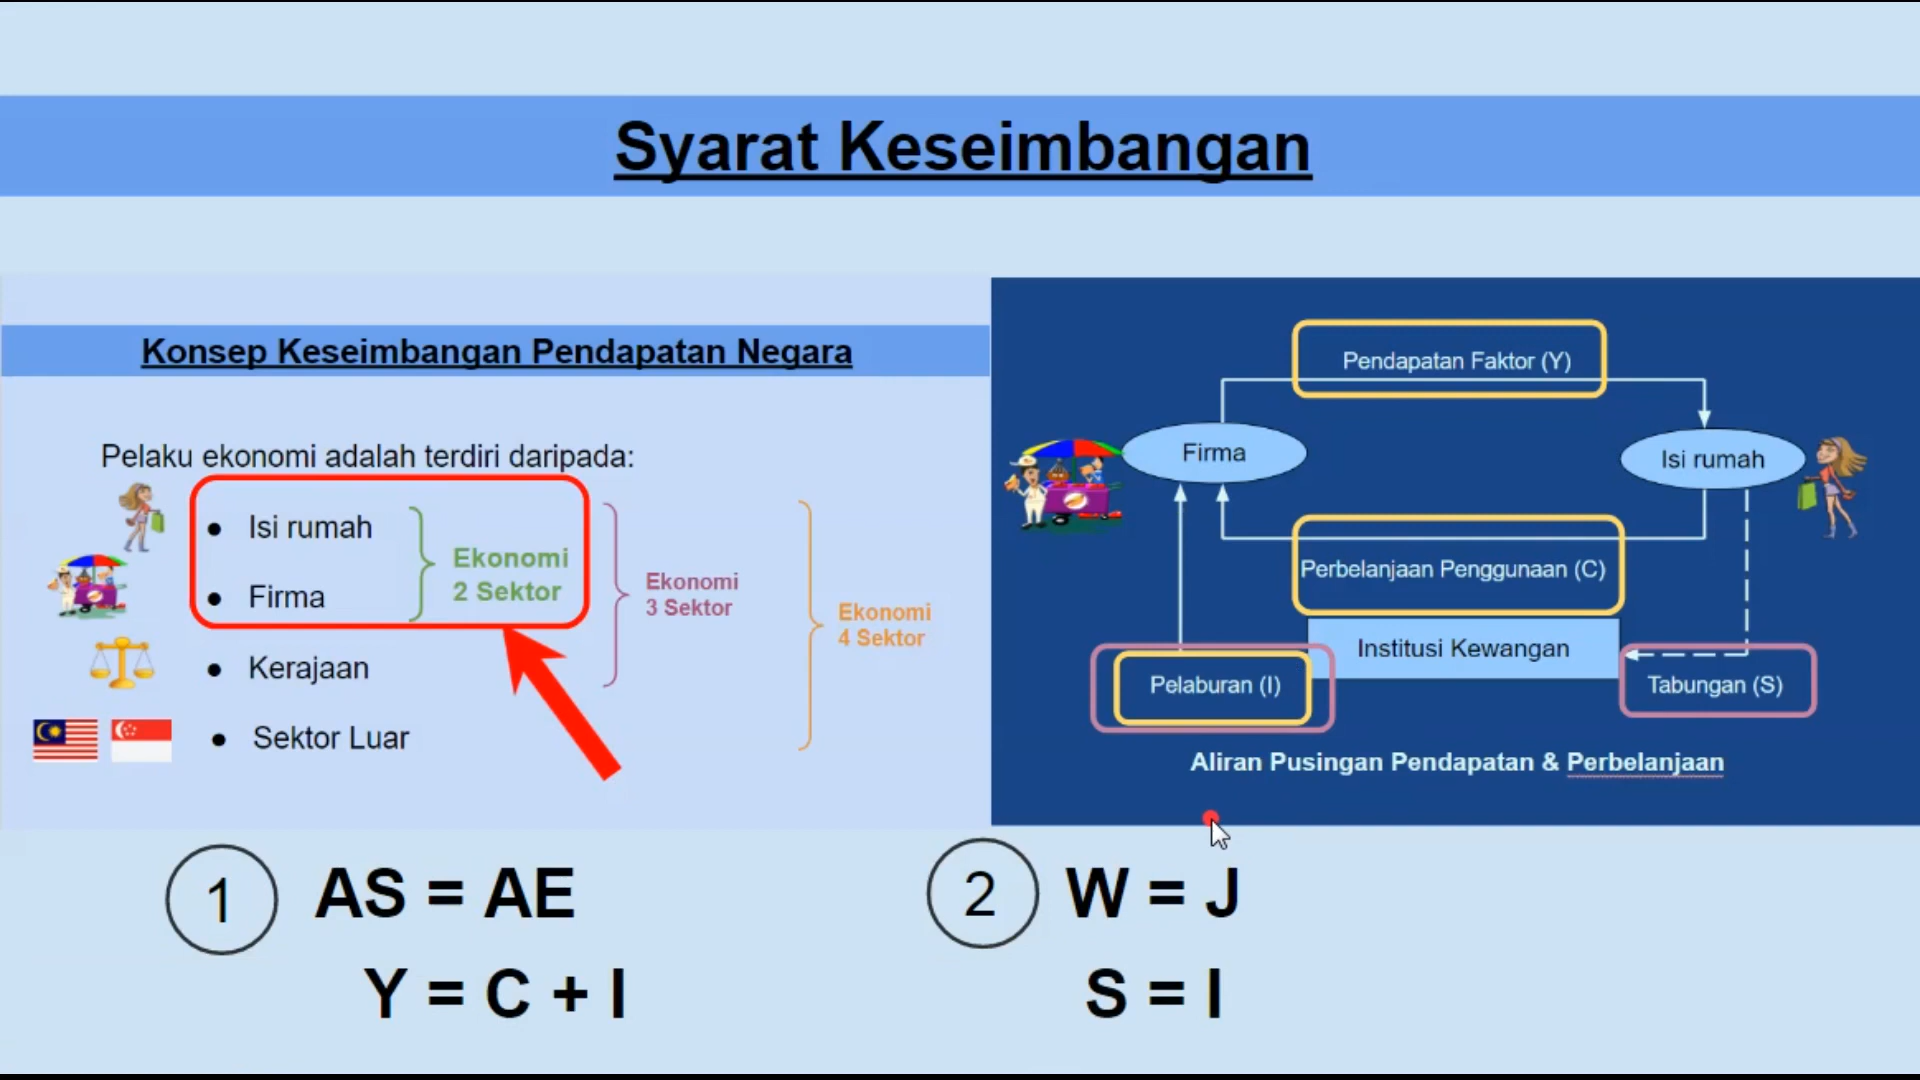 Syarat Keseimbangan
Konsep Keseimbangan Pendapatan Negara
Pelaku ekonomi adalah terdiri daripada:
● Isi rumah
● Firma
Ekonomi
2 Sektor
Ekonomi
3 Sektor
Ekonomi
4 Sektor
● Kerajaan
● Sektor Luar
Pendapatan Faktor (Y)
Firma
Isi rumah
Perbelanjaan Penggunaan (C)
Institusi Kewangan
Pelaburan (I)
Tabungan (S)
Aliran Pusingan Pendapatan & Perbelanjaan
1 AS = AE
Y = C + I
2 W = J
S = I